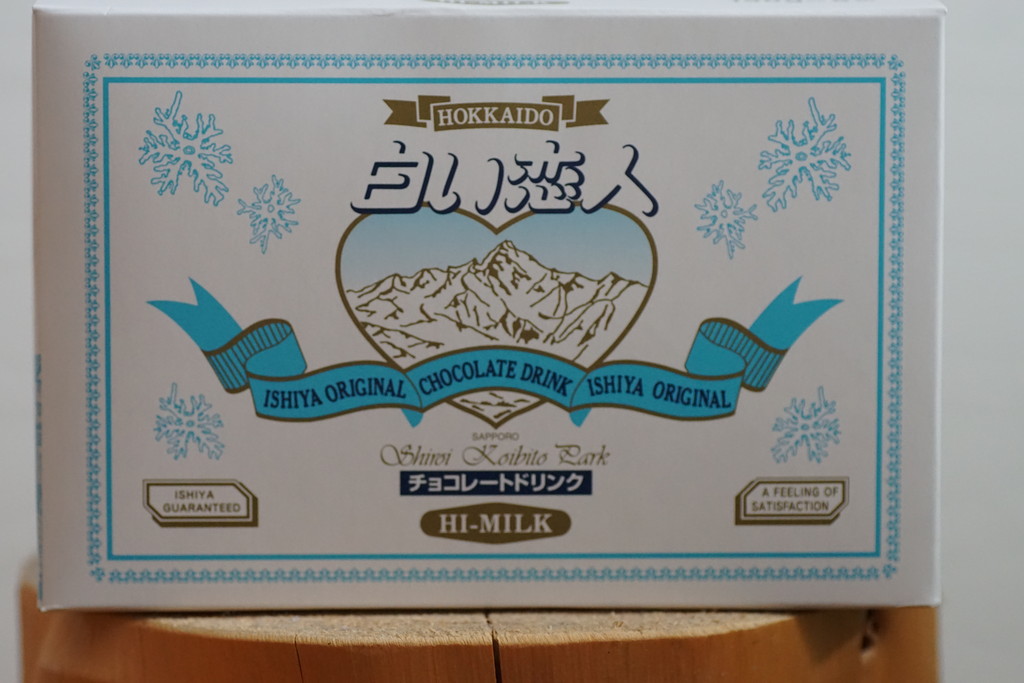 HOKKAIDO
白い恋人
ISHIYA ORIGINAL CHOCOLATE DRINK ISHIYA ORIGINAL
SAPPORO
Shiroi Koibito Park
チョコレートドリンク
HI-MILK
ISHIYA
GUARANTEED
A FEELING OF
SATISFACTION